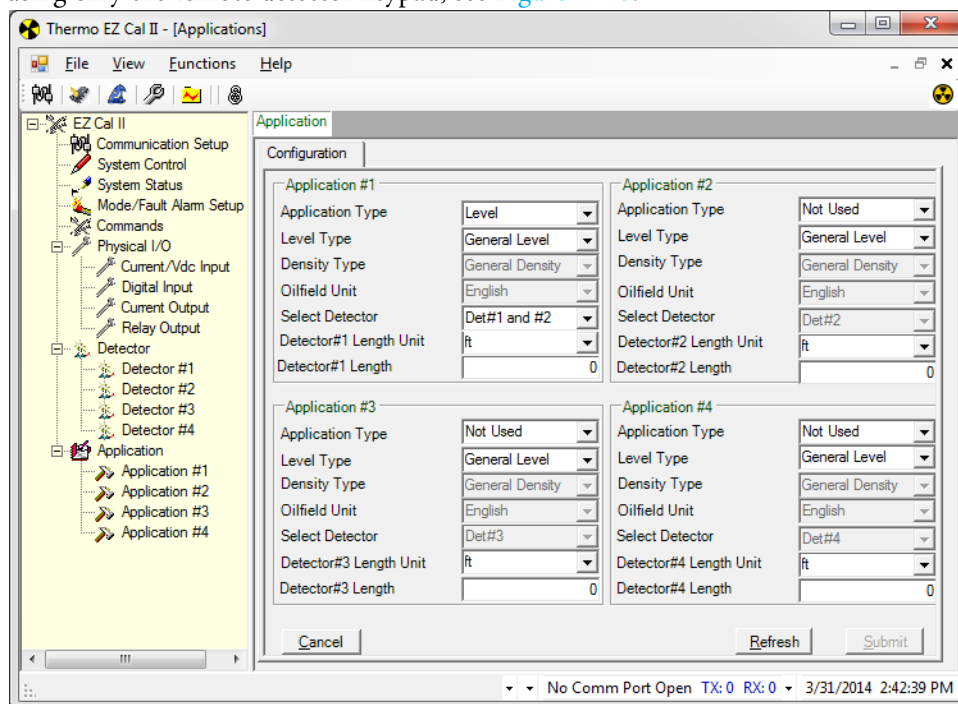 using only the remote detector keypad, see Figure
Thermo EZ Cal II - [Applications]
File View Functions Help
EZ Cal II
Communication Setup
System Control
System Status
Mode/Fault Alarm Setup
Commands
Physical I/O
Current/Vdc Input
Digital Input
Current Output
Relay Output
Detector
Detector #1
Detector #2
Detector #3
Detector #4
Application
Application #1
Application #2
Application #3
Application #4
Application
Configuration
Application #1
Application Type Level
Level Type General Level
Density Type General Density
Oilfield Unit English
Select Detector Det#1 and #2
Detector#1 Length Unit ft
Detector#1 Length 0
Application #2
Application Type Not Used
Level Type General Level
Density Type General Density
Oilfield Unit English
Select Detector Det#2
Detector#2 Length Unit ft
Detector#2 Length 0
Application #3
Application Type Not Used
Level Type General Level
Density Type General Density
Oilfield Unit English
Select Detector Det#3
Detector#3 Length Unit ft
Detector#3 Length 0
Application #4
Application Type Not Used
Level Type General Level
Density Type General Density
Oilfield Unit English
Select Detector Det#4
Detector#4 Length Unit ft
Detector#4 Length 0
Cancel Refresh Submit
No Comm Port Open TX: 0 RX: 0 3/31/2014 2:42:39 PM